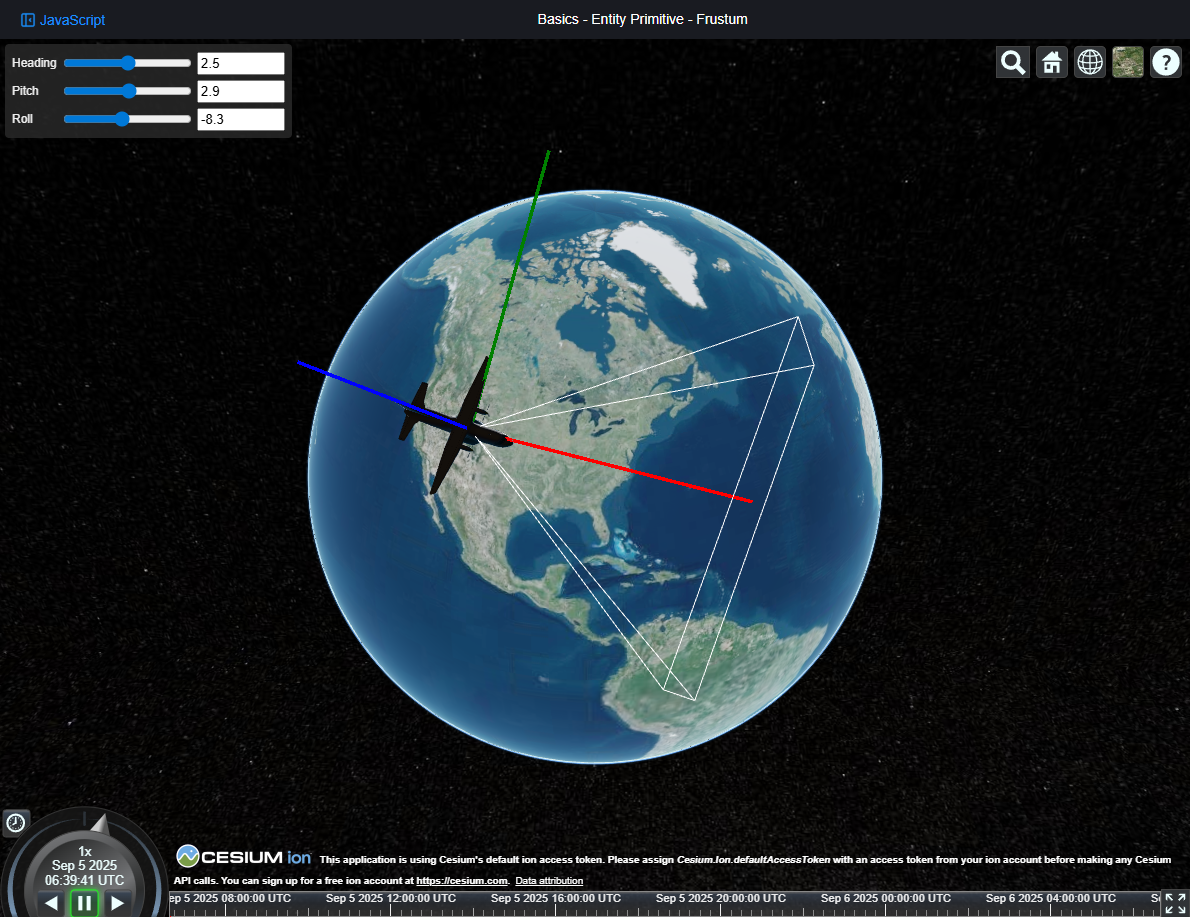 JavaScript
Basics - Entity Primitive - Frustum
Heading 2.5
Pitch 2.9
Roll -8.3
?
1x
Sep 5 2025
06:39:41 UTC
CESIUM ion This application is using Cesium's default ion access token. Please assign Cesium.Ion.defaultAccessToken with an access token from your ion account before making any Cesium
API calls. You can sign up for a free ion account at https://cesium.com. Data attribution
ep 5 2025 08:00:00 UTC Sep 5 2025 12:00:00 UTC Sep 5 2025 16:00:00 UTC Sep 5 2025 20:00:00 UTC Sep 6 2025 00:00:00 UTC Sep 6 2025 04:00:00 UTC S